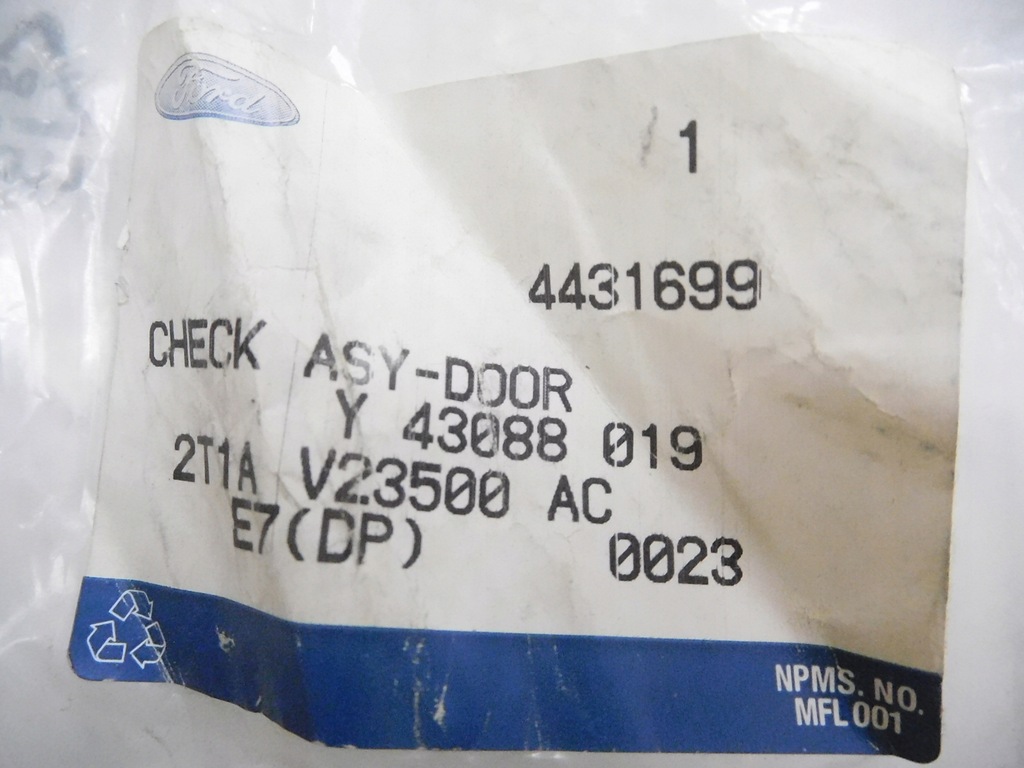 Ford
1
4431699
CHECK ASY-DOOR
Y 43088 019
2T1A V23500 AC
E7(DP) 0023
NPMS. NO.
MFL 001